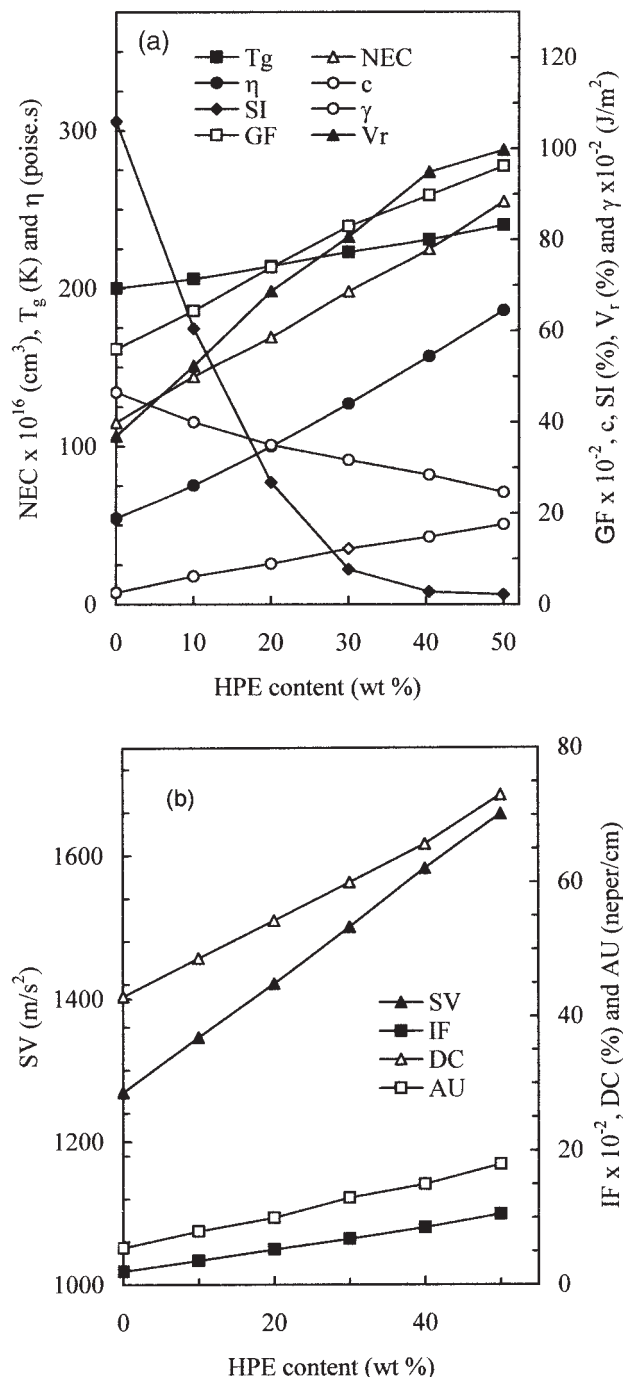 (a)
Tg
NEC
η
c
SI
γ
GF
Vr
300
200
100
0
120
100
80
60
40
20
0
NEC x 10^16 (cm^3), T_g (K) and η (poise.s)
GF x 10^-2, c, SI (%), V_r (%) and γ x10^-2 (J/m^2)
0 10 20 30 40 50
HPE content (wt %)
(b)
1600
1400
1200
1000
SV (m/s^2)
SV
IF
DC
AU
80
60
40
20
0
IF x 10^-2, DC (%) and AU (neper/cm)
0 20 40
HPE content (wt %)